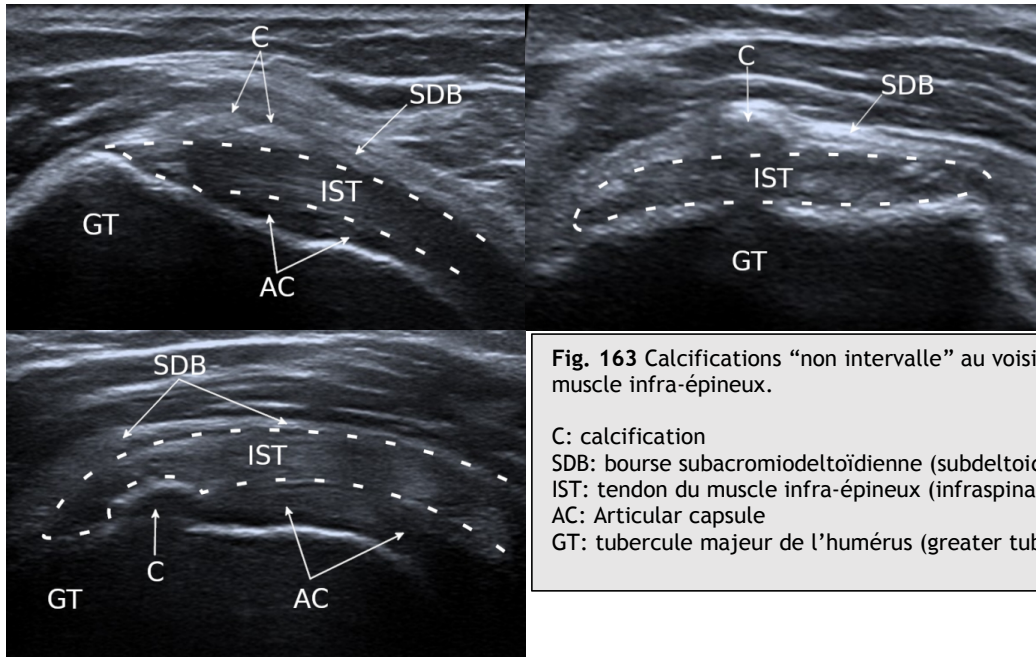 C
SDB
IST
GT
AC
C
SDB
IST
GT
SDB
IST
C
GT
AC
Fig. 163 Calcifications “non intervalle” au voisi
muscle infra-épineux.
C: calcification
SDB: bourse subacromiodeltoïdienne (subdeltoi
IST: tendon du muscle infra-épineux (infraspina
AC: Articular capsule
GT: tubercule majeur de l’humérus (greater tub